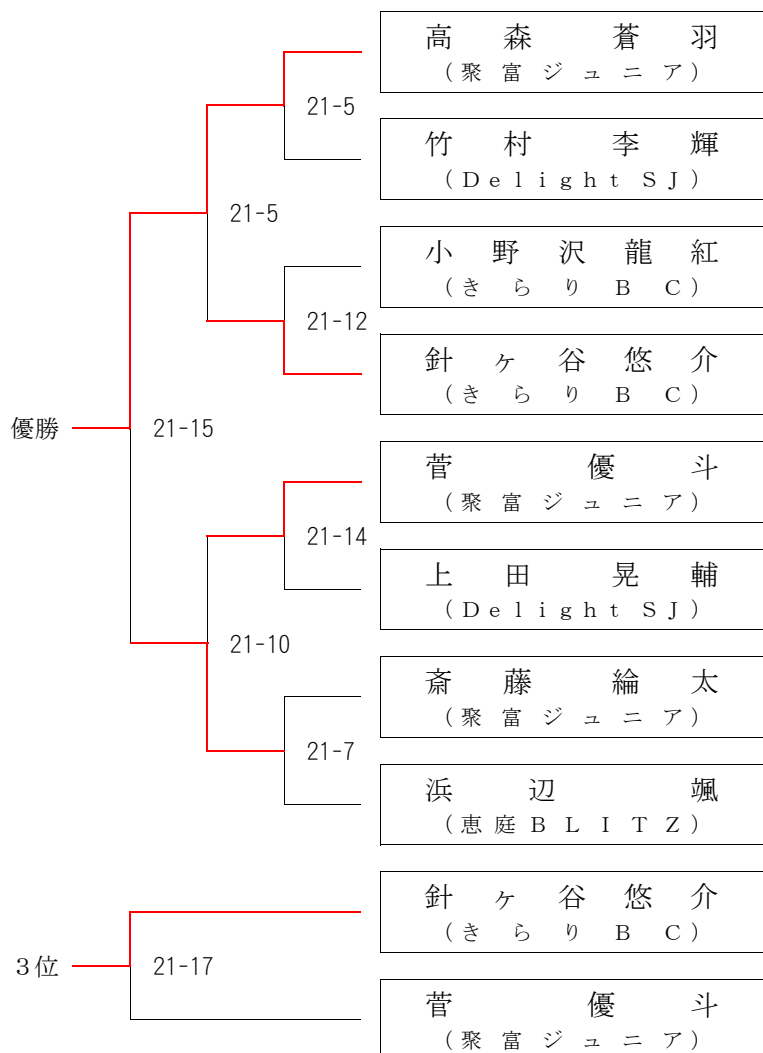 高森蒼羽
(聚富ジュニア)
21-5
竹村李輝
(Delight SJ)
21-5
小野沢龍紅
(きらりBC)
21-12
針ヶ谷悠介
(きらりBC)
優勝
21-15
菅優斗
(聚富ジュニア)
21-14
上田晃輔
(Delight SJ)
21-10
斎藤綸太
(聚富ジュニア)
21-7
浜辺颯
(恵庭BLITZ)
針ヶ谷悠介
(きらりBC)
3位
21-17
菅優斗
(聚富ジュニア)